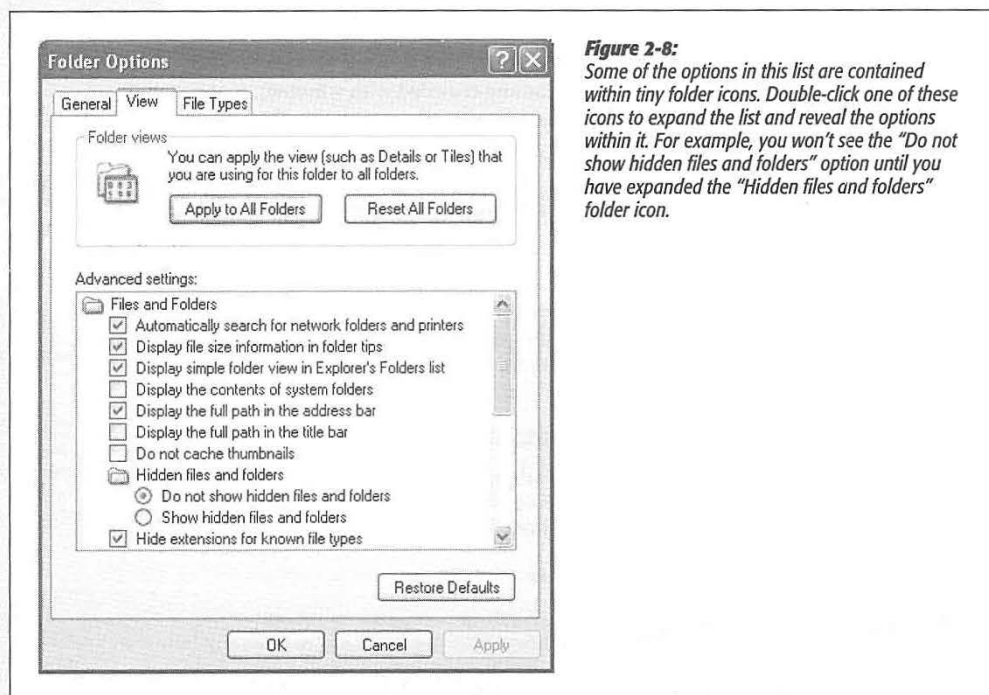 Folder Options
General View File Types
Folder views
You can apply the view (such as Details or Tiles) that
you are using for this folder to all folders.
Apply to All Folders Reset All Folders
Advanced settings:
Files and Folders
Automatically search for network folders and printers
Display file size information in folder tips
Display simple folder view in Explorer's Folders list
Display the contents of system folders
Display the full path in the address bar
Display the full path in the title bar
Do not cache thumbnails
Hidden files and folders
Do not show hidden files and folders
Show hidden files and folders
Hide extensions for known file types
Restore Defaults
OK Cancel Apply
Figure 2-8:
Some of the options in this list are contained
within tiny folder icons. Double-click one of these
icons to expand the list and reveal the options
within it. For example, you won't see the “Do not
show hidden files and folders” option until you
have expanded the “Hidden files and folders”
folder icon.